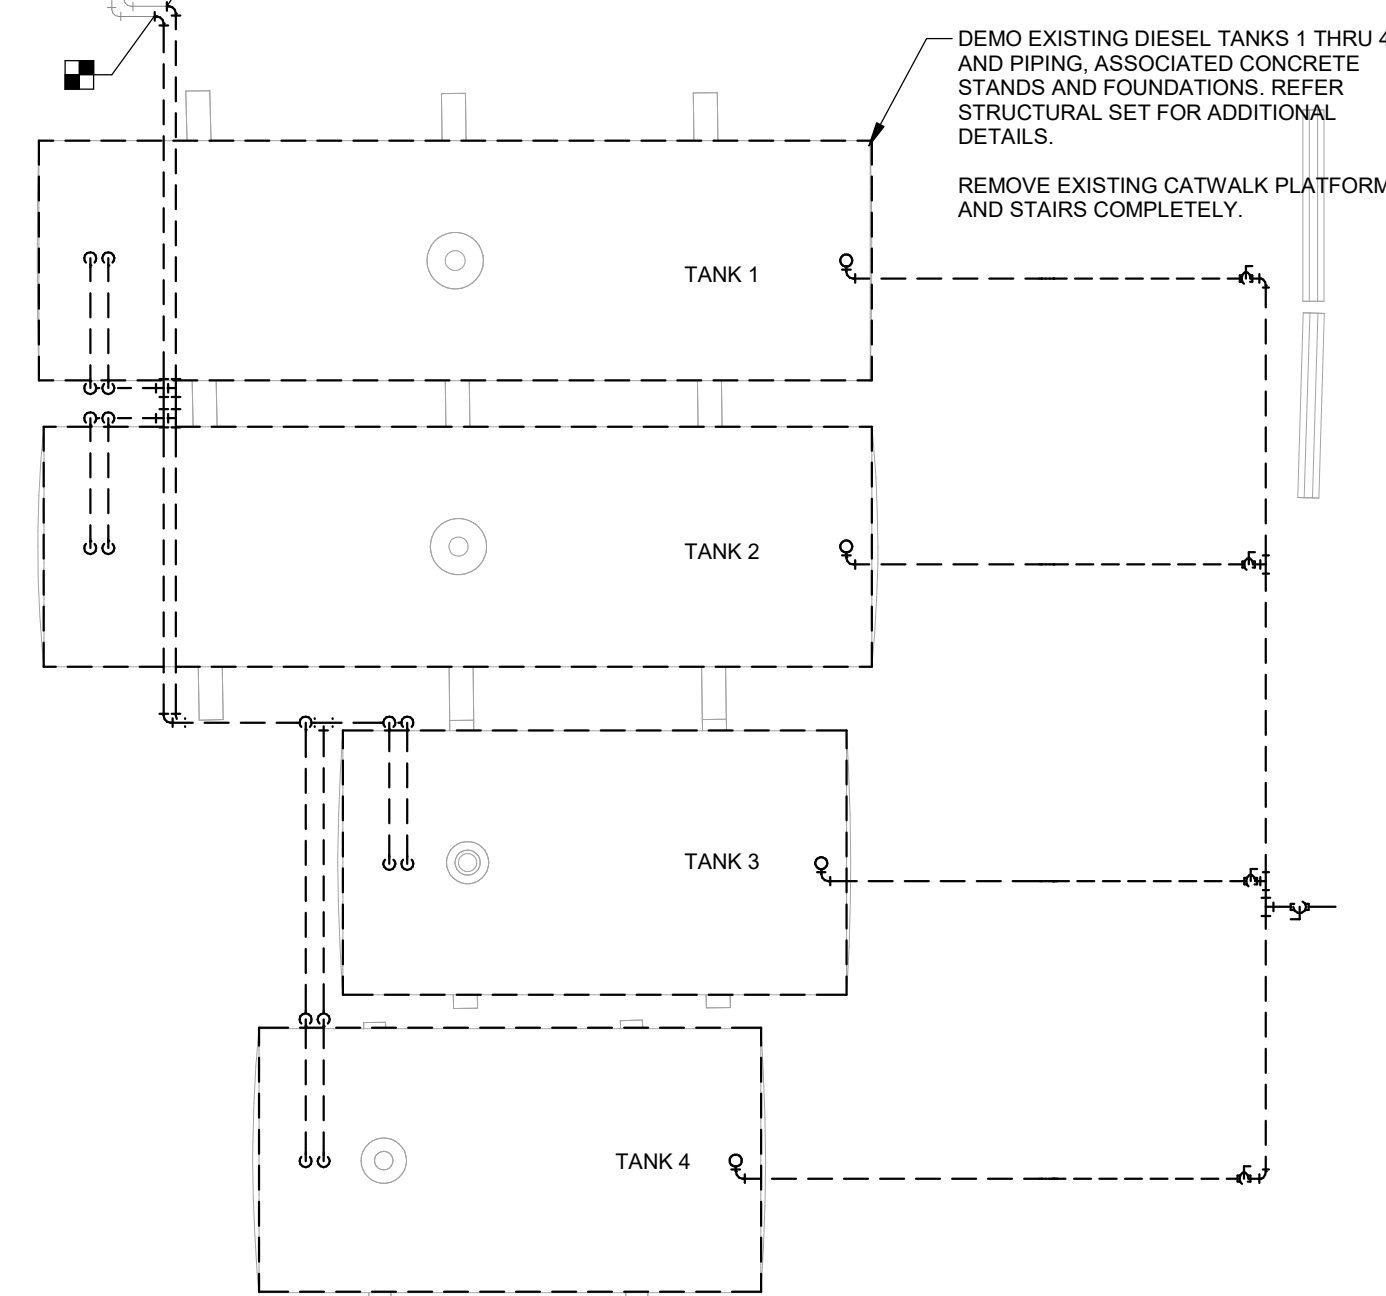 DEMO EXISTING DIESEL TANKS 1 THRU 4
AND PIPING, ASSOCIATED CONCRETE
STANDS AND FOUNDATIONS. REFER
STRUCTURAL SET FOR ADDITIONAL
DETAILS.
REMOVE EXISTING CATWALK PLATFORM
AND STAIRS COMPLETELY.
TANK 1
TANK 2
TANK 3
TANK 4